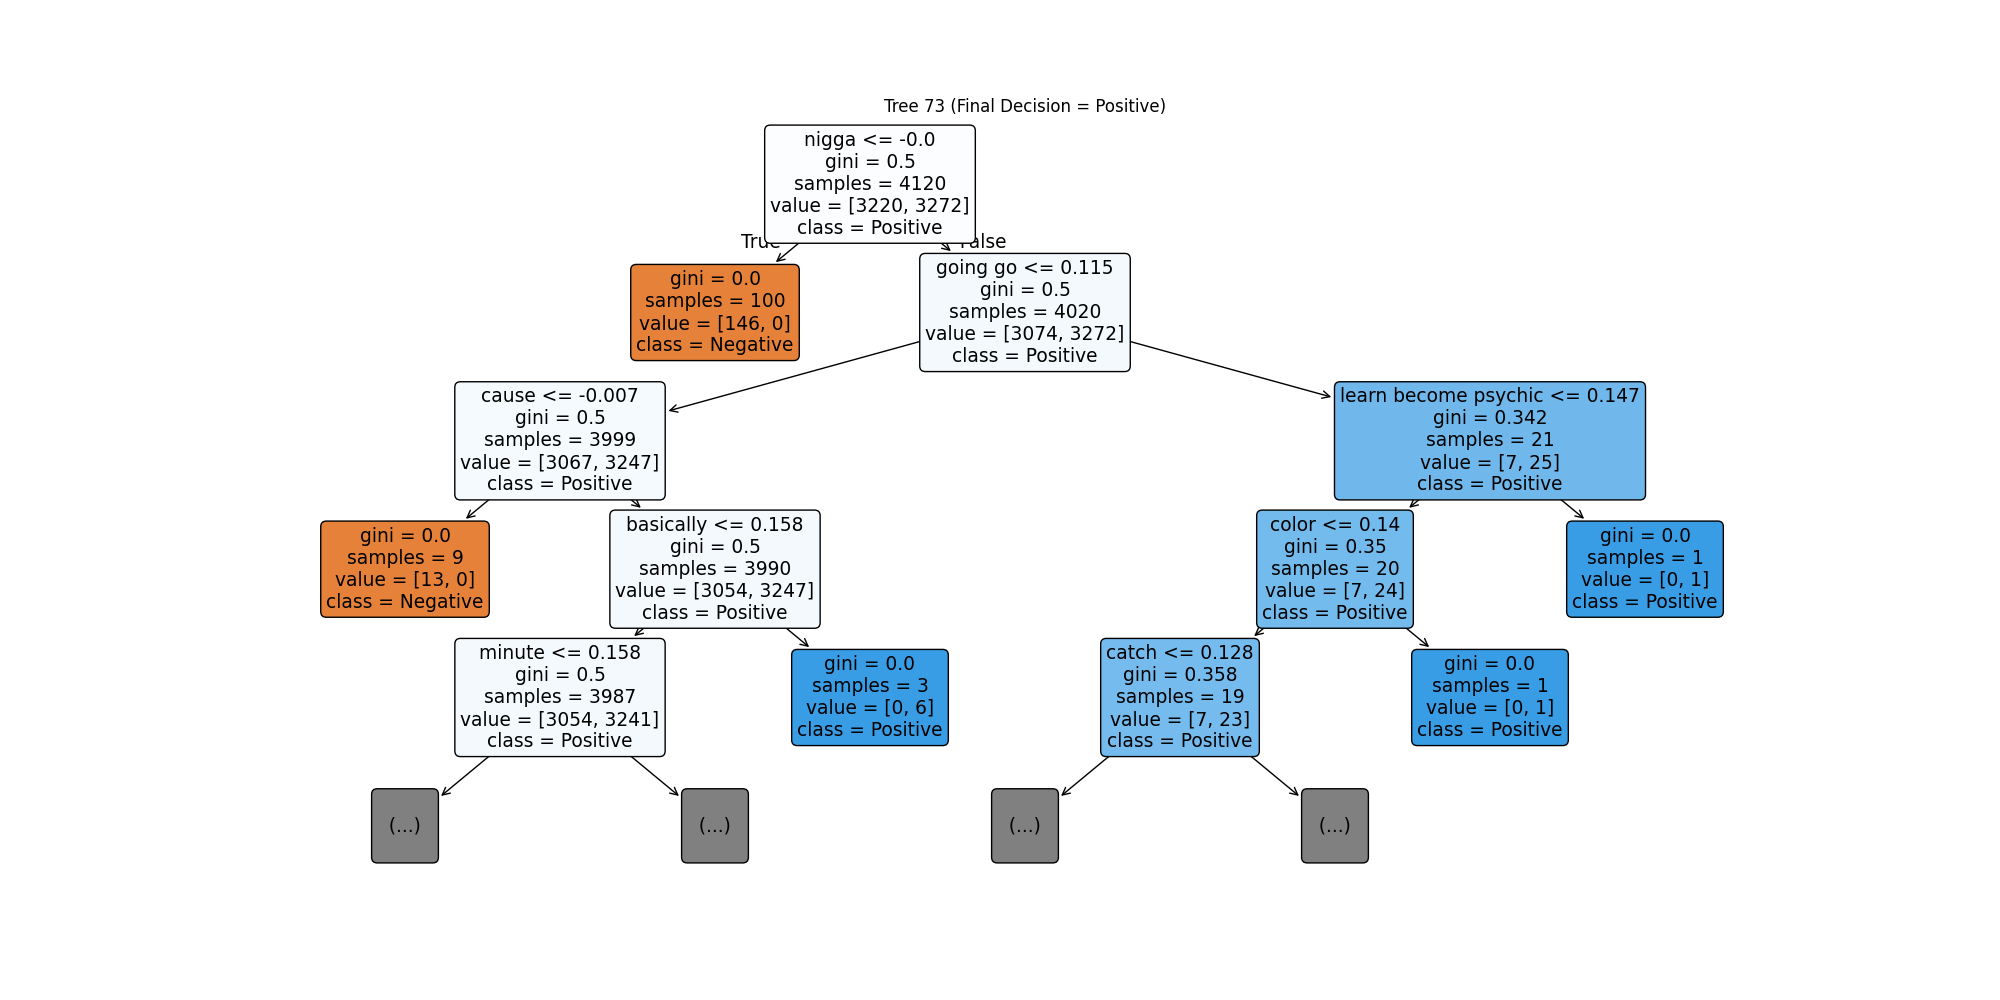 Tree 73 (Final Decision = Positive)
nigga <= -0.0
gini = 0.5
samples = 4120
value = [3220, 3272]
class = Positive
True
False
gini = 0.0
samples = 100
value = [146, 0]
class = Negative
going go <= 0.115
gini = 0.5
samples = 4020
value = [3074, 3272]
class = Positive
cause <= -0.007
gini = 0.5
samples = 3999
value = [3067, 3247]
class = Positive
learn become psychic <= 0.147
gini = 0.342
samples = 21
value = [7, 25]
class = Positive
gini = 0.0
samples = 9
value = [13, 0]
class = Negative
basically <= 0.158
gini = 0.5
samples = 3990
value = [3054, 3247]
class = Positive
color <= 0.14
gini = 0.35
samples = 20
value = [7, 24]
class = Positive
gini = 0.0
samples = 1
value = [0, 1]
class = Positive
minute <= 0.158
gini = 0.5
samples = 3987
value = [3054, 3241]
class = Positive
gini = 0.0
samples = 3
value = [0, 6]
class = Positive
catch <= 0.128
gini = 0.358
samples = 19
value = [7, 23]
class = Positive
gini = 0.0
samples = 1
value = [0, 1]
class = Positive
(...)
(...)
(...)
(...)